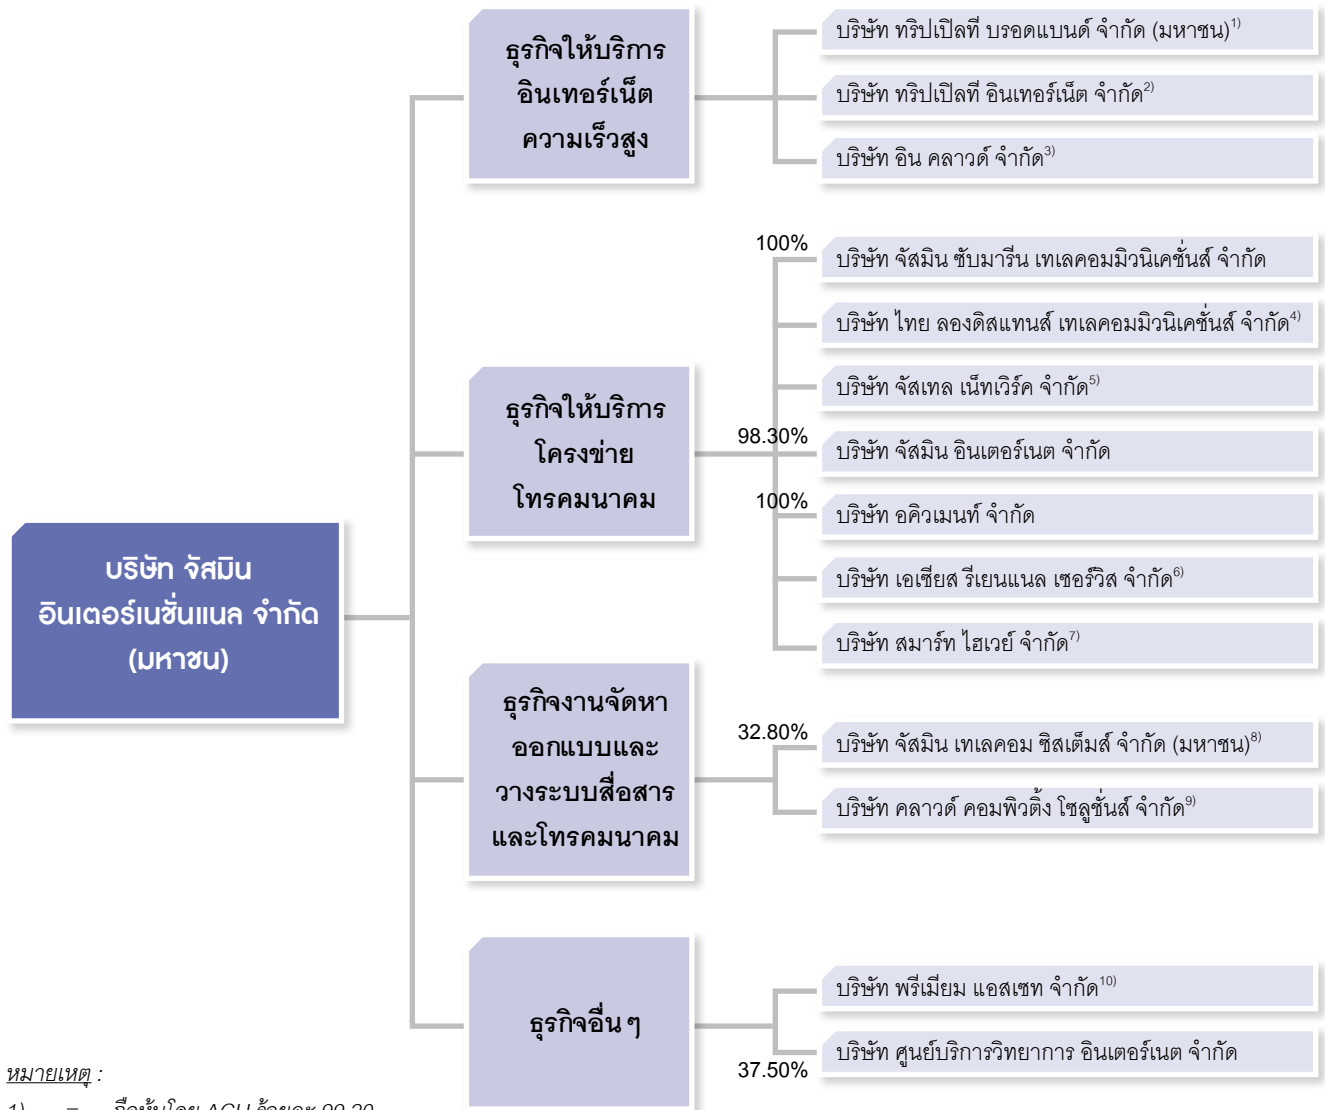 ธุรกิจให้บริการ
อินเทอร์เน็ต
ความเร็วสูง
บริษัท ทริปเปิลที บรอดแบนด์ จำกัด (มหาชน)1)
บริษัท ทริปเปิลที อินเทอร์เน็ต จำกัด2)
บริษัท อิน คลาวด์ จำกัด3)
ธุรกิจให้บริการ
โครงข่าย
โทรคมนาคม
100%
บริษัท จัสมิน ซับมารีน เทเลคอมมิวนิเคชั่นส์ จำกัด
บริษัท ไทย ลองดิสแทนส์ เทเลคอมมิวนิเคชั่นส์ จำกัด4)
บริษัท จัสเทล เน็ทเวิร์ค จำกัด5)
98.30%
บริษัท จัสมิน อินเตอร์เนต จำกัด
100%
บริษัท อคิวเมนท์ จำกัด
บริษัท เอเซียส รีเยนแนล เซอร์วิส จำกัด6)
บริษัท สมาร์ท ไฮเวย์ จำกัด7)
บริษัท จัสมิน
อินเตอร์เนชั่นแนล จำกัด
(มหาชน)
ธุรกิจงานจัดหา
ออกแบบและ
วางระบบสื่อสาร
และโทรคมนาคม
32.80%
บริษัท จัสมิน เทเลคอม ซิสเต็มส์ จำกัด (มหาชน)8)
บริษัท คลาวด์ คอมพิวติ้ง โซลูชั่นส์ จำกัด9)
ธุรกิจอื่น ๆ
บริษัท พรีเมียม แอสเซท จำกัด10)
37.50%
บริษัท ศูนย์บริการวิทยาการ อินเตอร์เนต จำกัด
หมายเหตุ :
1) = ถือหุ้นโดย ACU ร้อยละ 99.20